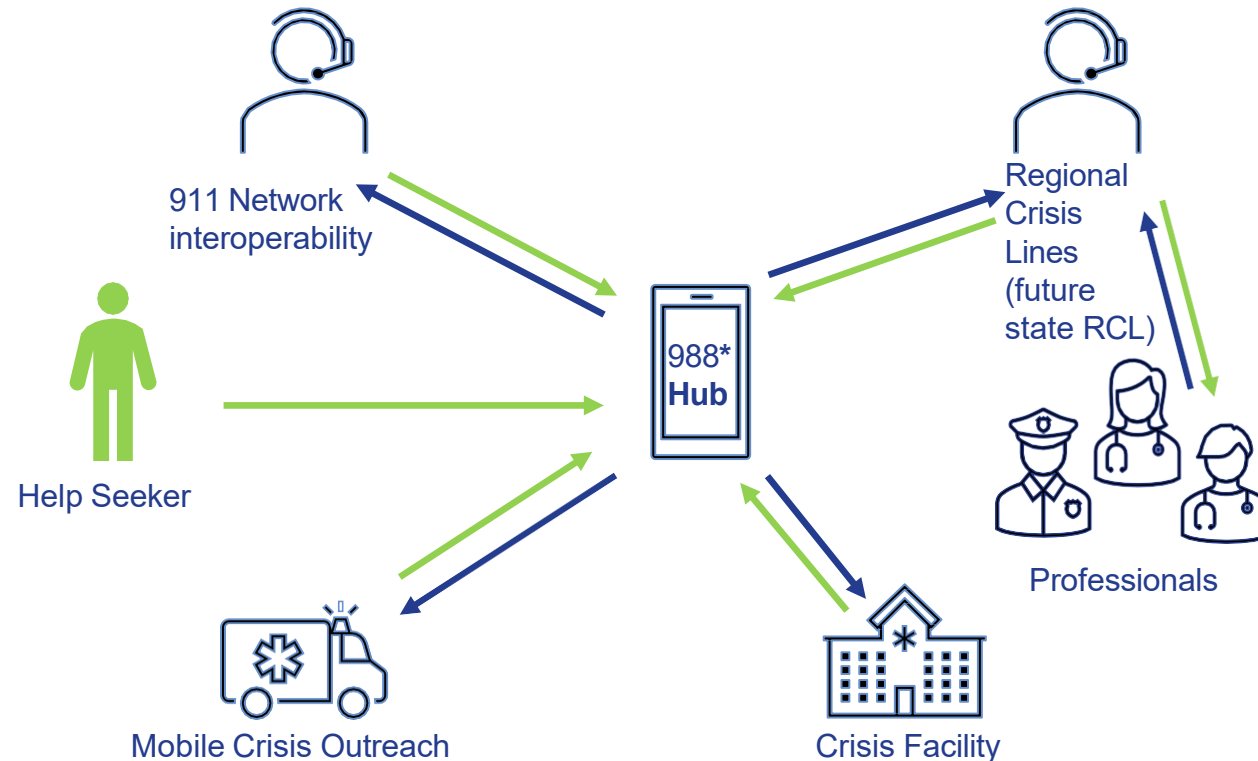 911 Network
interoperability
Regional
Crisis
Lines
(future
state RCL)
988*
Hub
Help Seeker
Professionals
Mobile Crisis Outreach
Crisis Facility